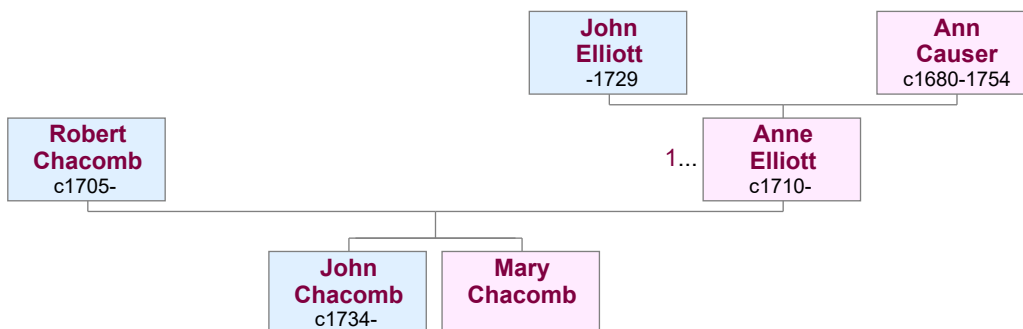 John
Elliott
-1729
Ann
Causer
c1680-1754
Robert
Chacomb
c1705-
1...
Anne
Elliott
c1710-
John
Chacomb
c1734-
Mary
Chacomb